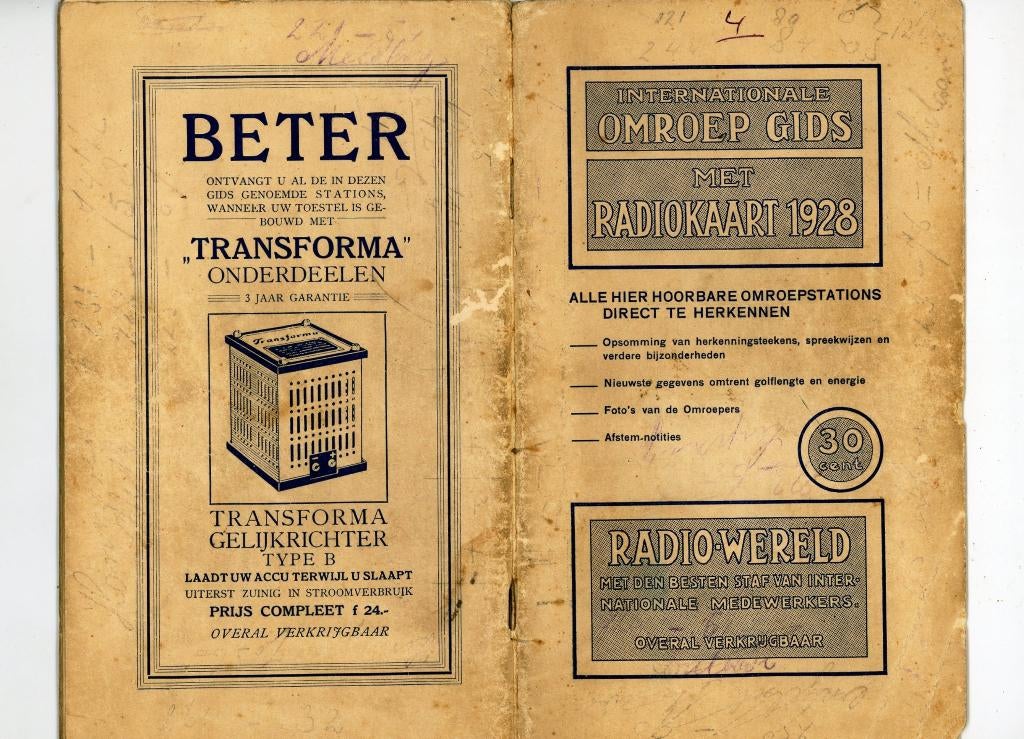 BETER
ONTVANGT U AL DE IN DEZEN
GIDS GENOEMDE STATIONS,
WANNEER UW TOESTEL IS GE-
BOUWD MET
„TRANSFORMA"
ONDERDEELEN
3 JAAR GARANTIE
Transforma
TRANSFORMA
GELIJKRICHTER
TYPE B
LAADT UW ACCU TERWIJL U SLAAPT
UITERST ZUINIG IN STROOMVERBRUIK
PRIJS COMPLEET f 24.-
OVERAL VERKRIJGBAAR
4
INTERNATIONALE
OMROEP GIDS
MET
RADIOKAART 1928
ALLE HIER HOORBARE OMROEPSTATIONS
DIRECT TE HERKENNEN
Opsomming van herkenningsteekens, spreekwijzen en
verdere bijzonderheden
Nieuwste gegevens omtrent golflengte en energie
Foto's van de Omroepers
Afstem-notities
30
cent
RADIO-WERELD
MET DEN BESTEN STAF VAN INTER-
NATIONALE MEDEWERKERS.
OVERAL VERKRIJGBAAR